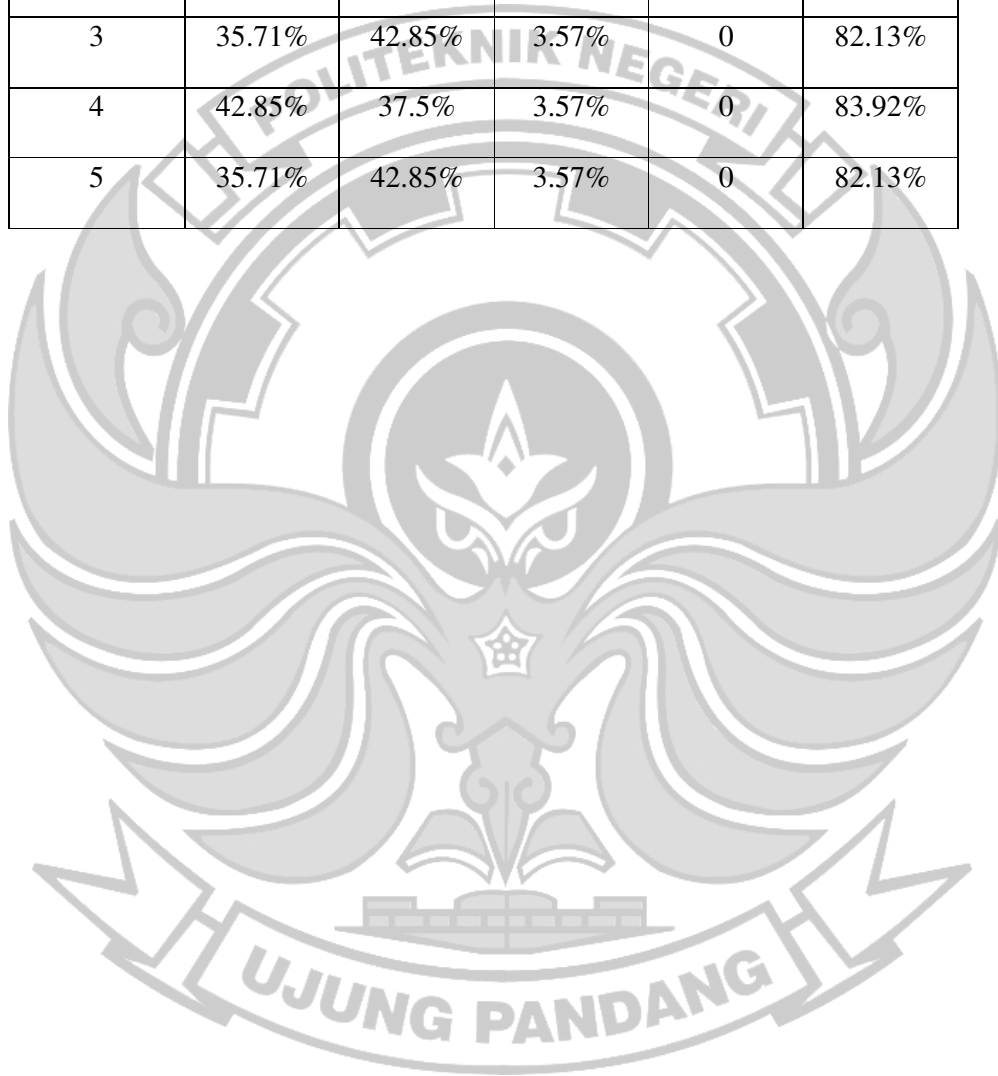 3 35.71% 42.85% 3.57% 0 82.13%
POLITEKNIK NEGERI
4 42.85% 37.5% 3.57% 0 83.92%
5 35.71% 42.85% 3.57% 0 82.13%
UJUNG PANDANG